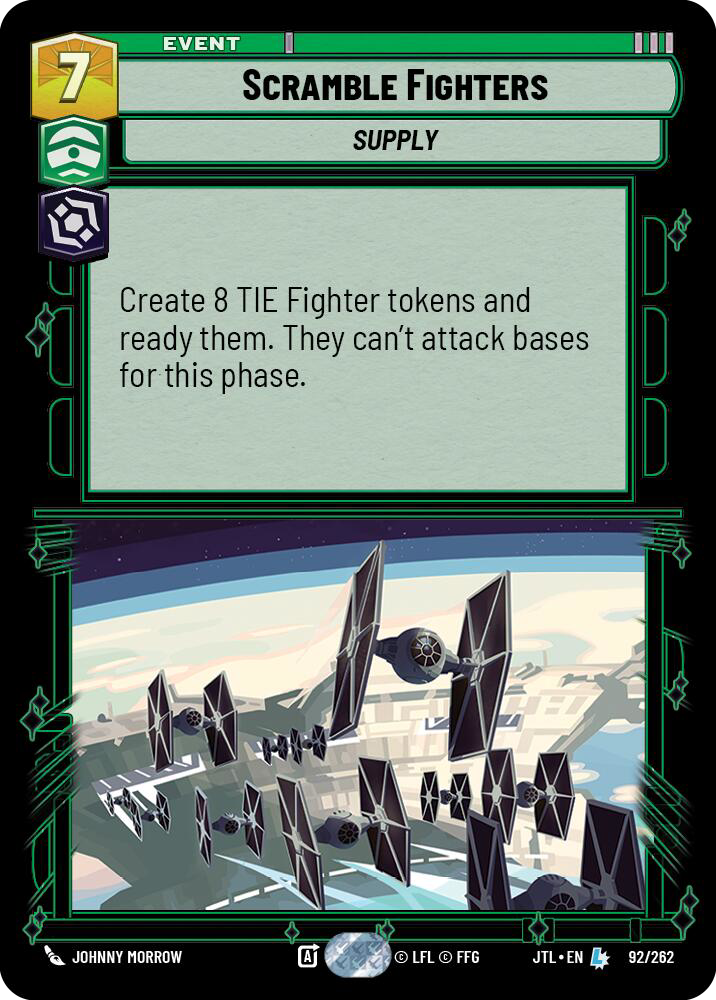 EVENT
7
SCRAMBLE FIGHTERS
SUPPLY
Create 8 TIE Fighter tokens and
ready them. They can't attack bases
for this phase.
JOHNNY MORROW
A
© LFL © FFG
JTL • EN
L
92/262